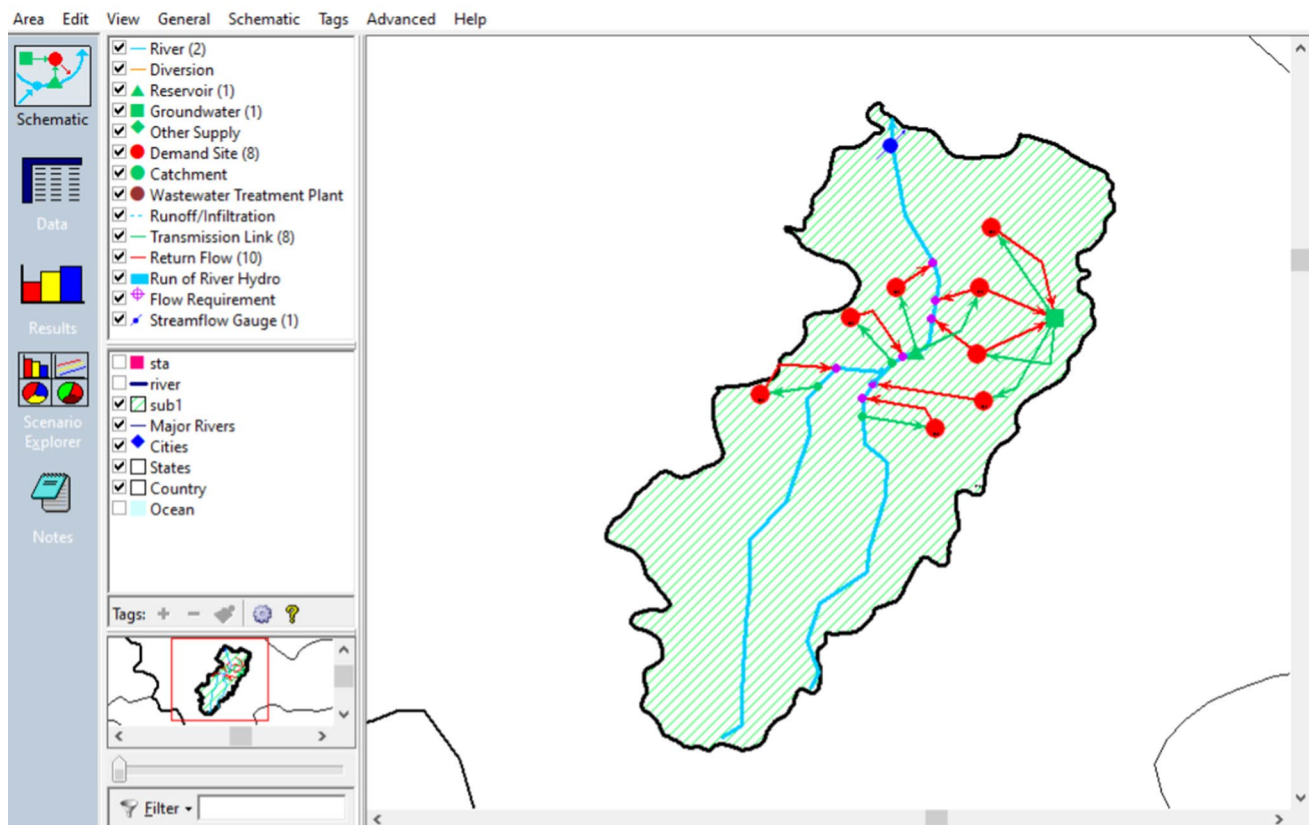 Area Edit View General Schematic Tags Advanced Help
Schematic
Data
Results
Scenario
Explorer
Notes
River (2)
Diversion
Reservoir (1)
Groundwater (1)
Other Supply
Demand Site (8)
Catchment
Wastewater Treatment Plant
Runoff/Infiltration
Transmission Link (8)
Return Flow (10)
Run of River Hydro
Flow Requirement
Streamflow Gauge (1)
sta
river
sub1
Major Rivers
Cities
States
Country
Ocean
Tags:
Filter